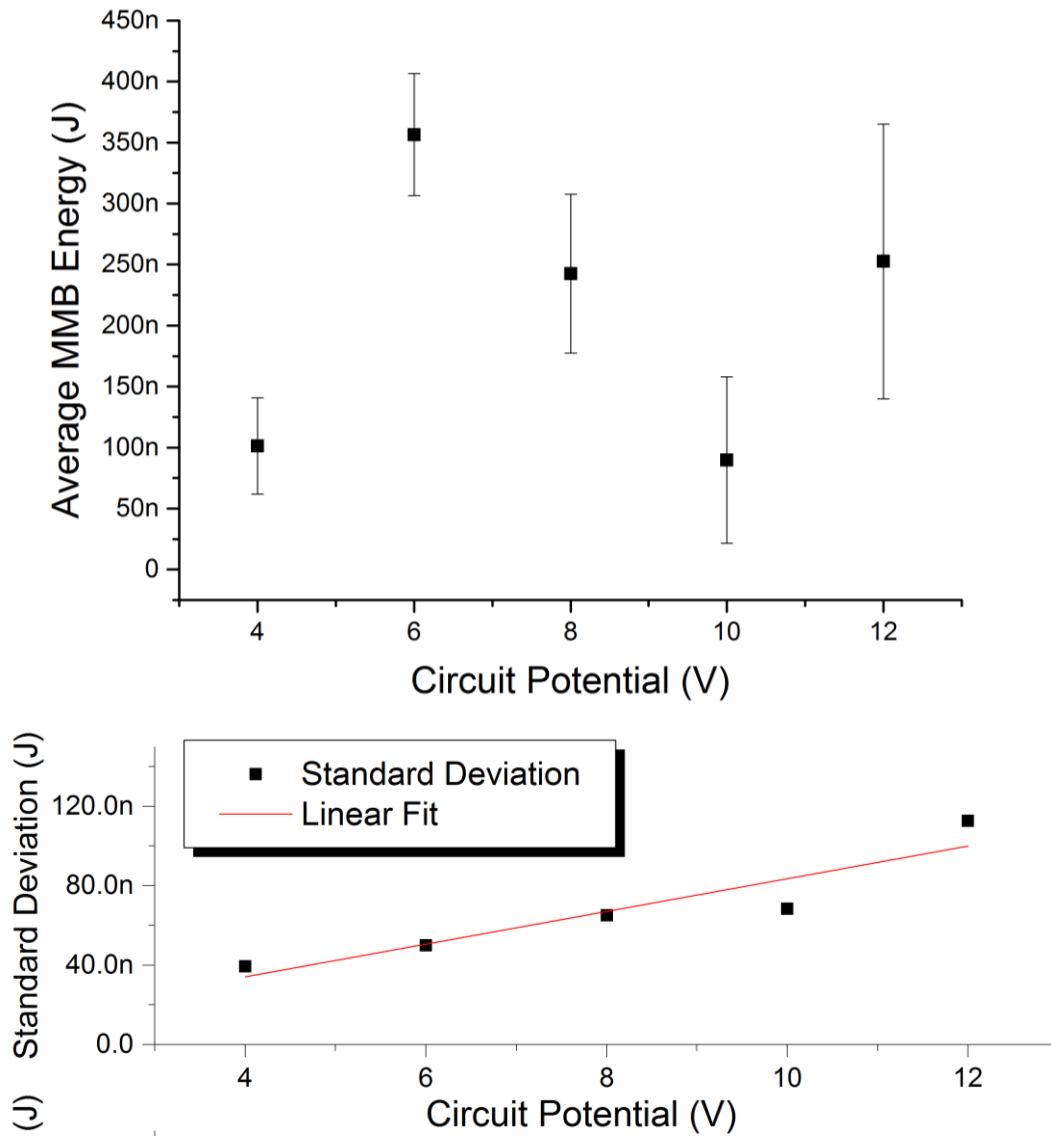 Average MMB Energy (J)
450n
400n
350n
300n
250n
200n
150n
100n
50n
0
4 6 8 10 12
Circuit Potential (V)
Standard Deviation (J)
Standard Deviation
Linear Fit
120.0n
80.0n
40.0n
0.0
4 6 8 10 12
Circuit Potential (V)
(J)